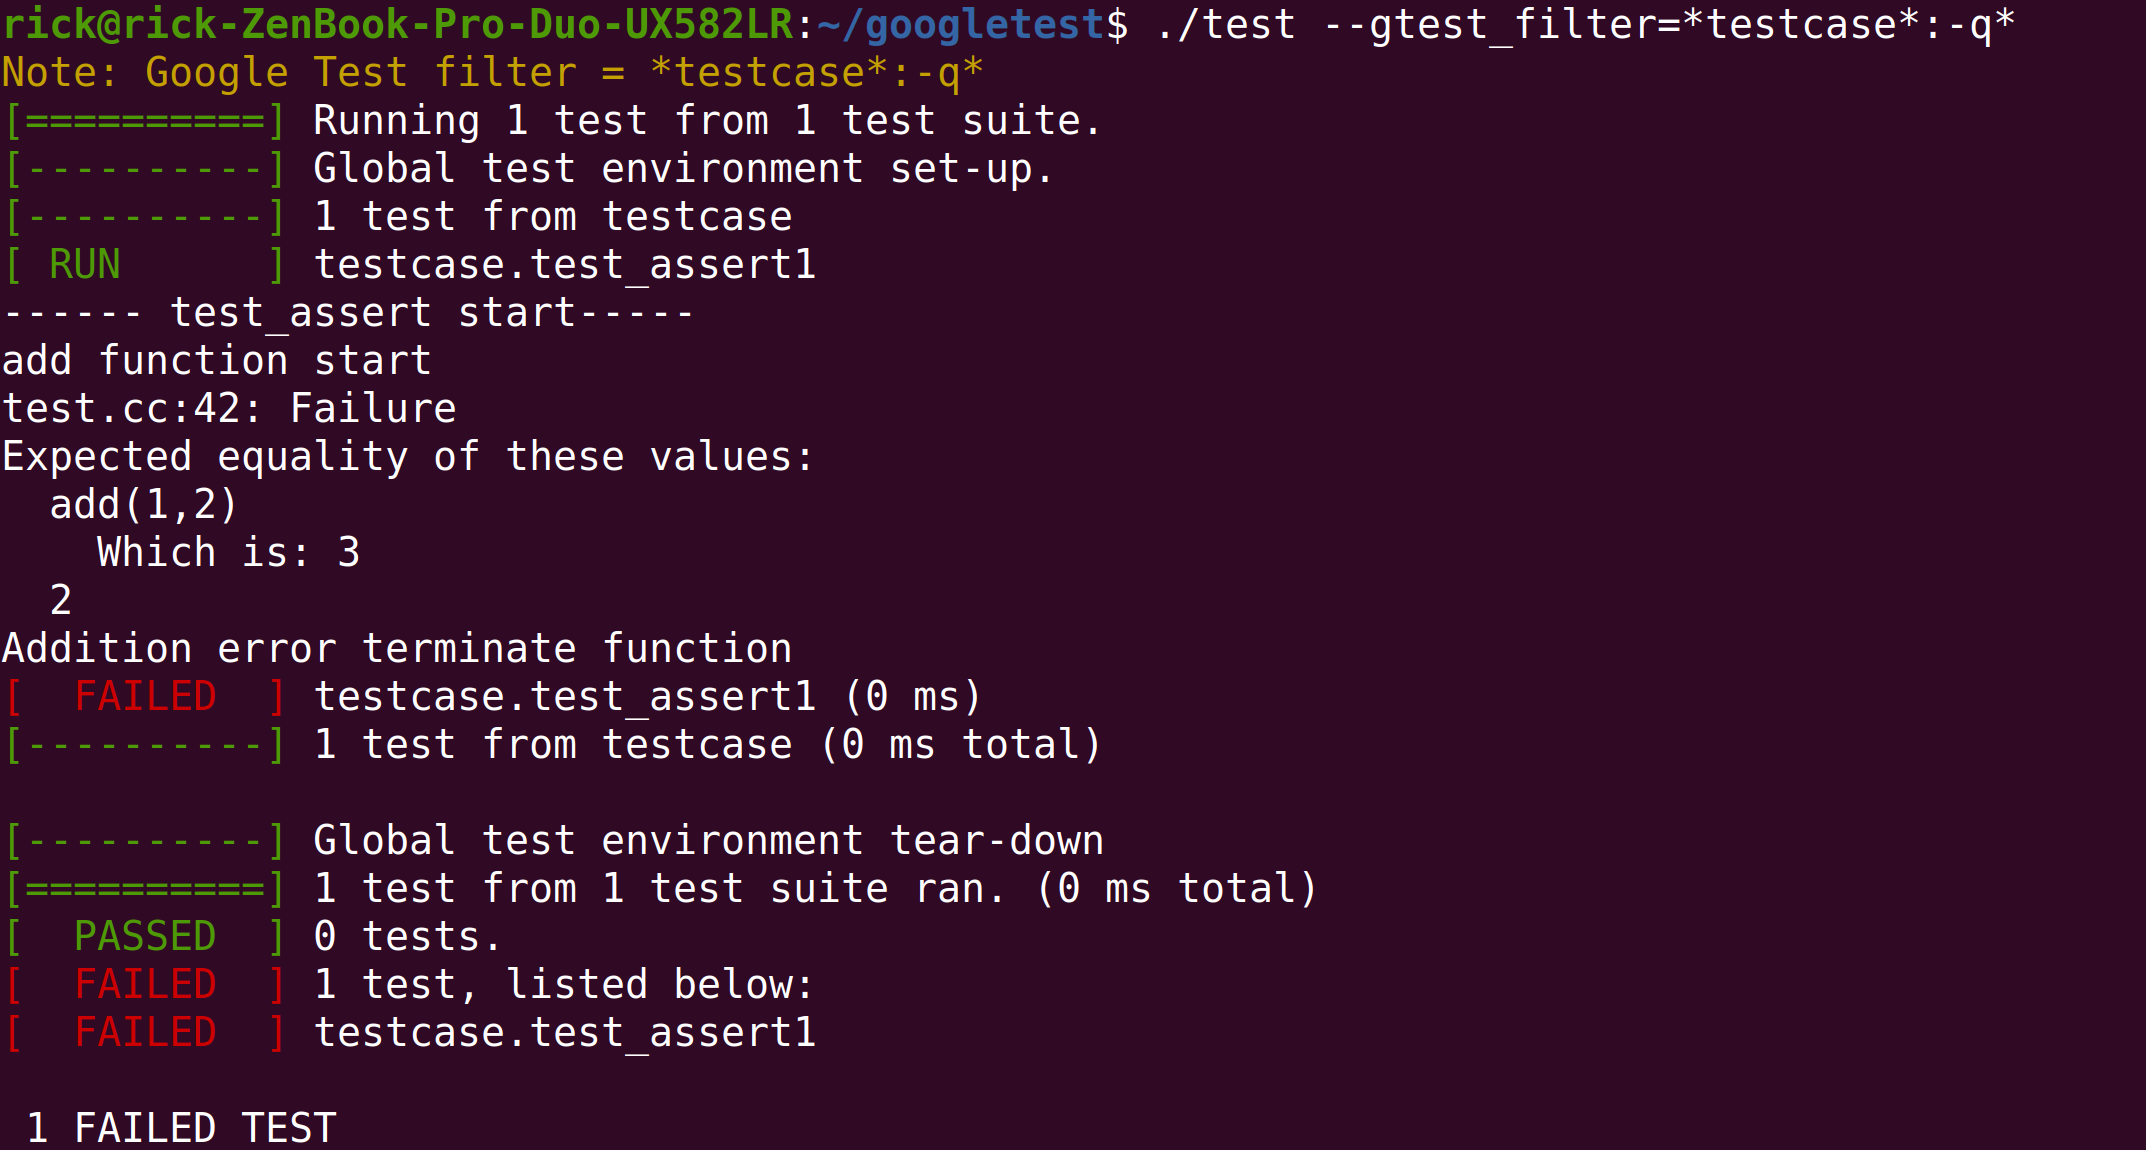 rick@rick-ZenBook-Pro-Duo-UX582LR:~/googletest$ ./test --gtest_filter=*testcase*:-q*
Note: Google Test filter = *testcase*:-q*
[==========] Running 1 test from 1 test suite.
[----------] Global test environment set-up.
[----------] 1 test from testcase
[ RUN      ] testcase.test_assert1
------ test_assert start-----
add function start
test.cc:42: Failure
Expected equality of these values:
  add(1,2)
    Which is: 3
  2
Addition error terminate function
[  FAILED  ] testcase.test_assert1 (0 ms)
[----------] 1 test from testcase (0 ms total)

[----------] Global test environment tear-down
[==========] 1 test from 1 test suite ran. (0 ms total)
[  PASSED  ] 0 tests.
[  FAILED  ] 1 test, listed below:
[  FAILED  ] testcase.test_assert1

 1 FAILED TEST